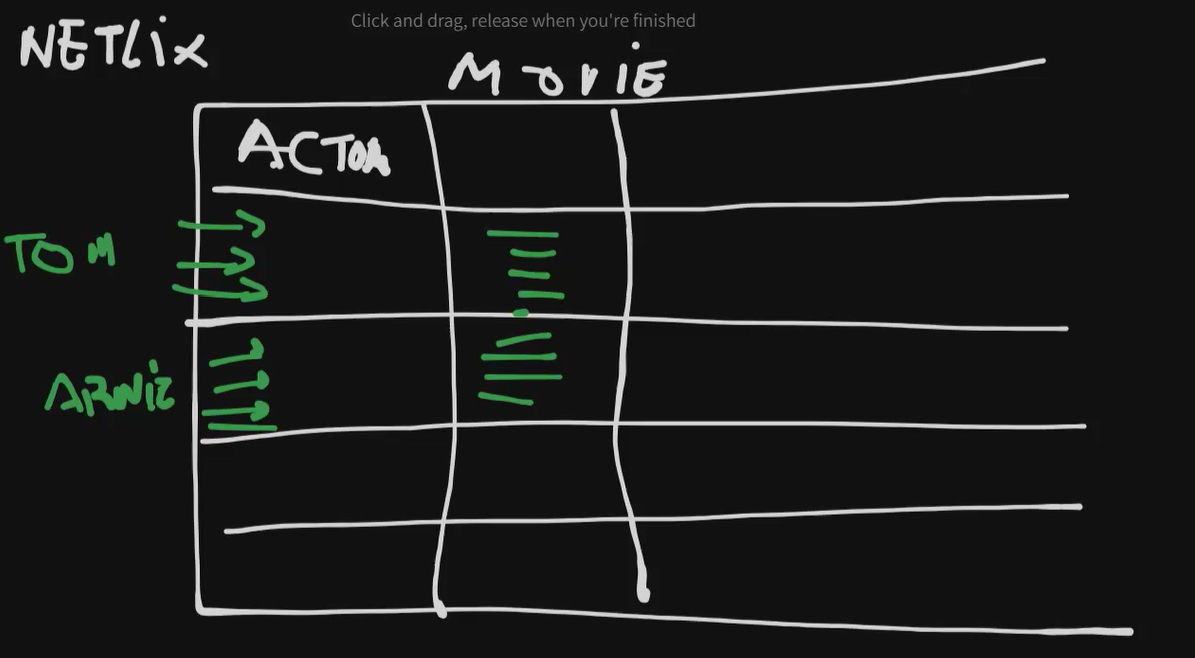 Click and drag, release when you're finished
NETLix
MoviE
ACTOR
TOM
ARNiE